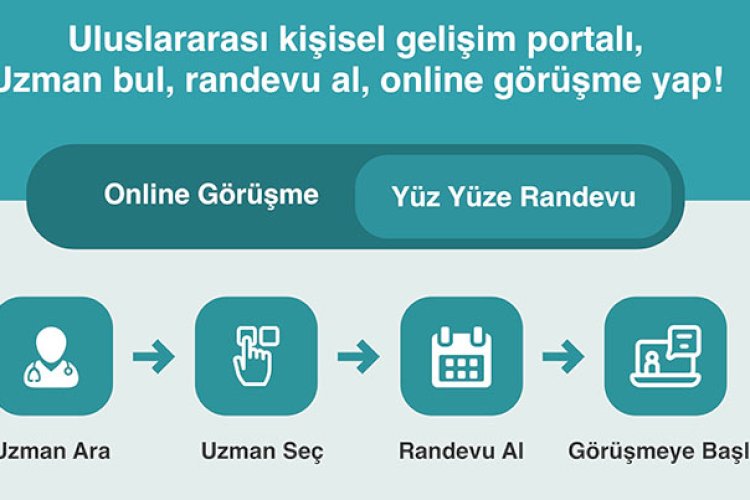 Uluslararası kişisel gelişim portalı,
Uzman bul, randevu al, online görüşme yap!
Online Görüşme
Yüz Yüze Randevu
Uzman Ara
Uzman Seç
Randevu Al
Görüşmeye Başl